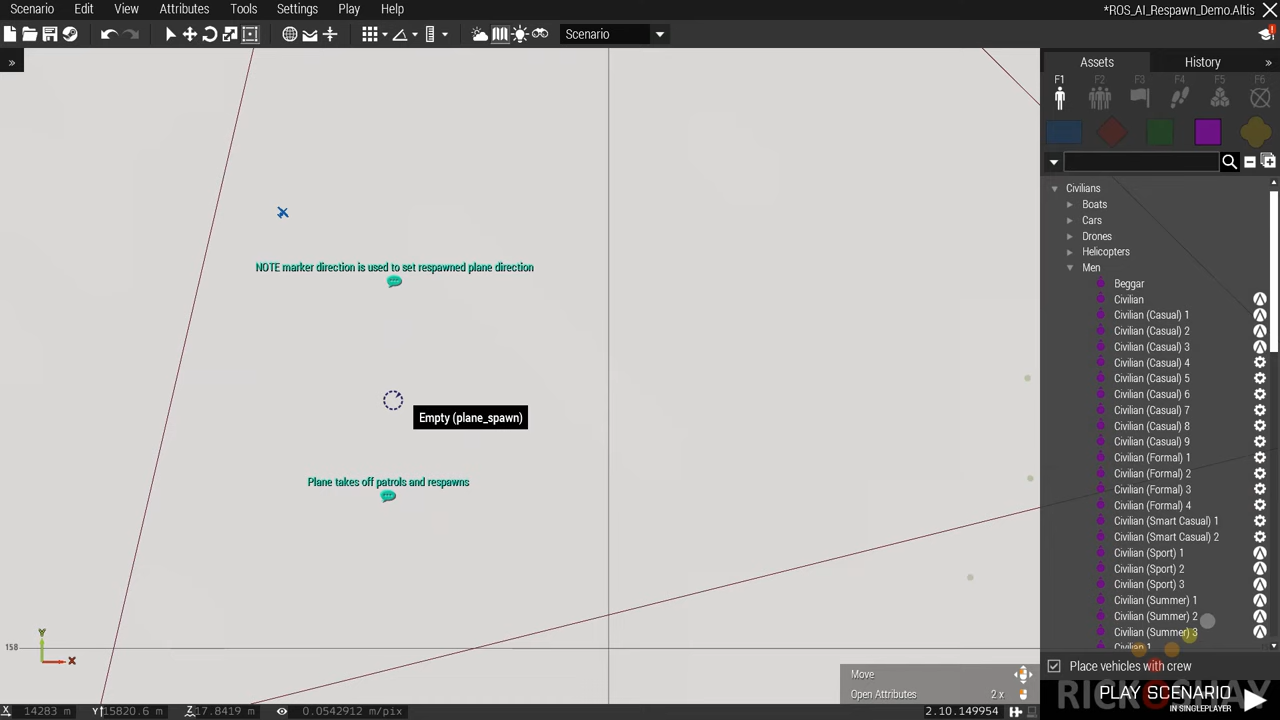 Scenario Edit View Attributes Tools Settings Play Help *ROS_AI_Respawn_Demo.Altis
Scenario
Assets History
F1 F2 F3 F4 F5 F6
Civilians
Boats
Cars
Drones
Helicopters
Men
Beggar
Civilian
Civilian (Casual) 1
Civilian (Casual) 2
Civilian (Casual) 3
Civilian (Casual) 4
Civilian (Casual) 5
Civilian (Casual) 6
Civilian (Casual) 7
Civilian (Casual) 8
Civilian (Casual) 9
Civilian (Formal) 1
Civilian (Formal) 2
Civilian (Formal) 3
Civilian (Formal) 4
Civilian (Smart Casual) 1
Civilian (Smart Casual) 2
Civilian (Sport) 1
Civilian (Sport) 2
Civilian (Sport) 3
Civilian (Summer) 1
Civilian (Summer) 2
Civilian (Summer) 3
Civilian 1
NOTE marker direction is used to set respawned plane direction
Empty (plane_spawn)
Plane takes off patrols and respawns
158
Y
X
Move
Open Attributes 2 x
Place vehicles with crew
PLAY SCENARIO
IN SINGLEPLAYER
RICKOSHAY
X 14283 m Y 15820.6 m Z 17.8419 m 0.0542912 m/pix 2.10.149954